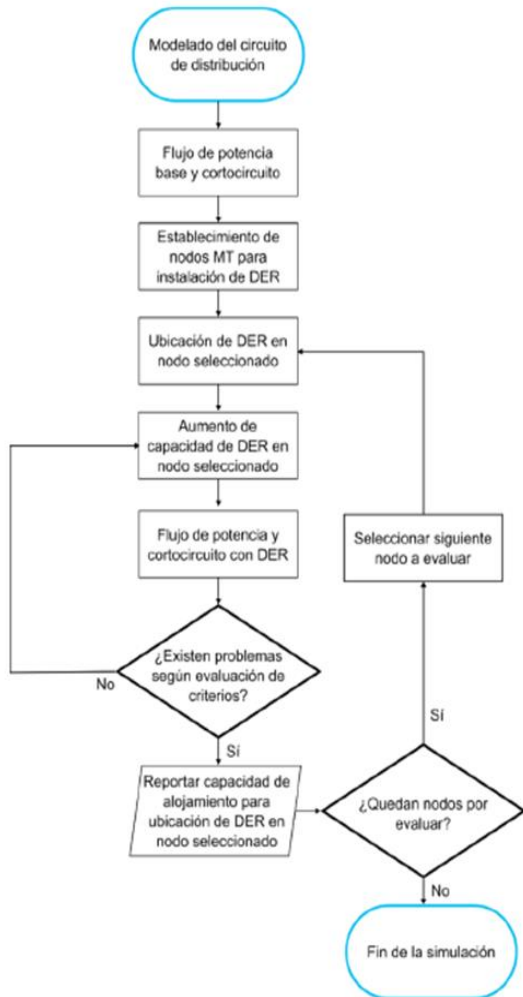 Modelado del circuito
de distribución
Flujo de potencia
base y cortocircuito
Establecimiento de
nodos MT para
instalación de DER
Ubicación de DER en
nodo seleccionado
Aumento de
capacidad de DER en
nodo seleccionado
Flujo de potencia y
cortocircuito con DER
Seleccionar siguiente
nodo a evaluar
¿Existen problemas
según evaluación de
criterios?
No
Sí
Reportar capacidad de
alojamiento para
ubicación de DER en
nodo seleccionado
¿Quedan nodos por
evaluar?
Sí
No
Fin de la simulación